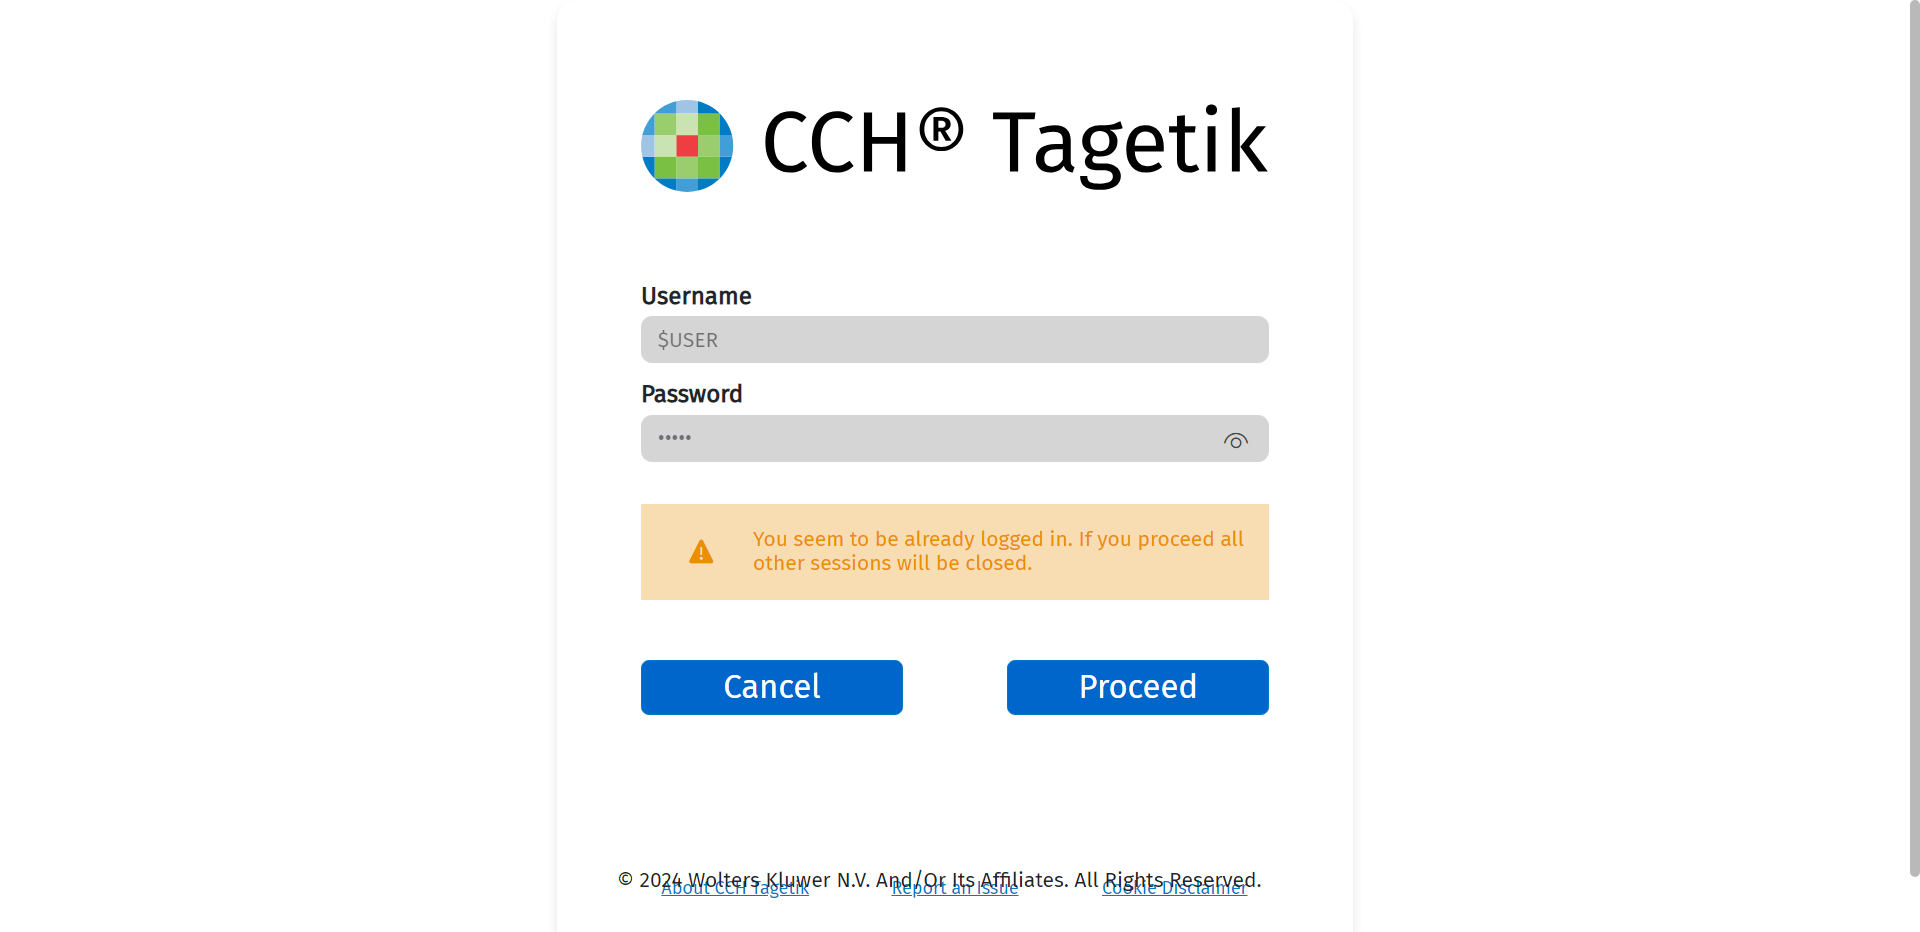 CCH® Tagetik
Username
$USER
Password
•••••
You seem to be already logged in. If you proceed all
other sessions will be closed.
Cancel
Proceed
© 2024 Wolters Kluwer N.V. And/Or Its Affiliates. All Rights Reserved.
About CCH Tagetik
Report an Issue
Cookie Disclaimer